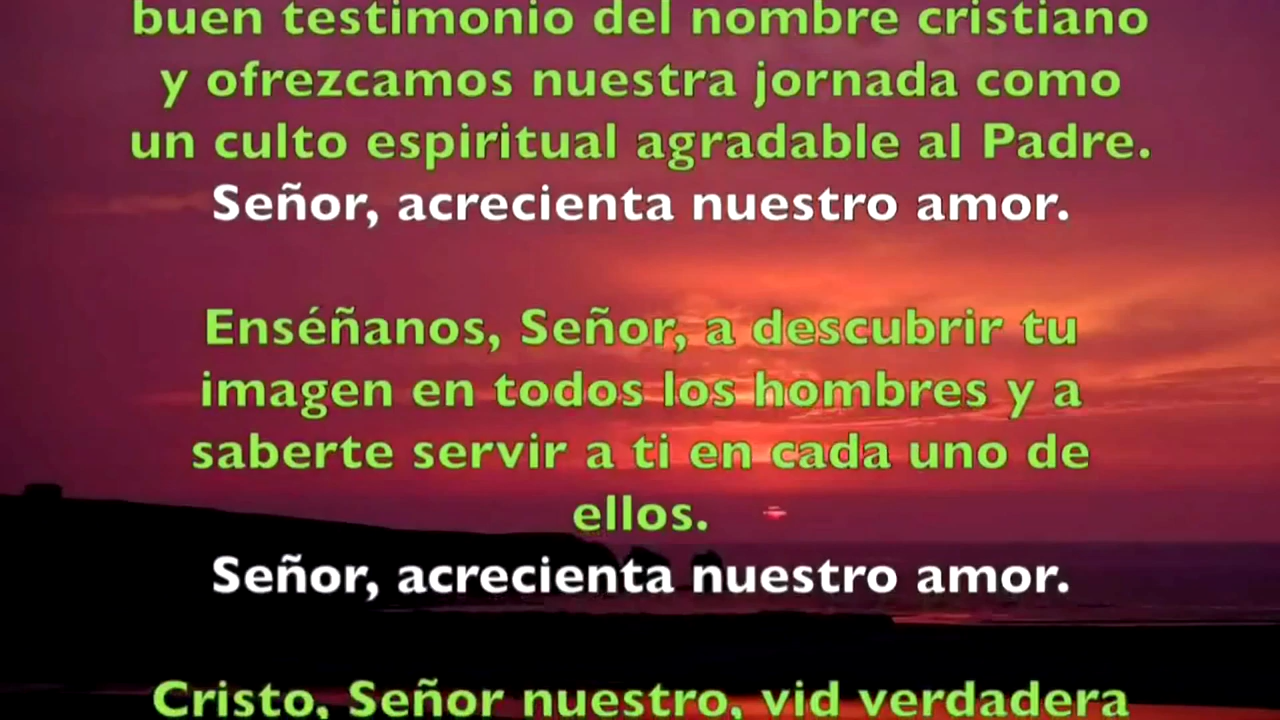 buen testimonio del nombre cristiano
y ofrezcamos nuestra jornada como
un culto espiritual agradable al Padre.
Señor, acrecienta nuestro amor.
Enséñanos, Señor, a descubrir tu
imagen en todos los hombres y a
saberte servir a ti en cada uno de
ellos.
Señor, acrecienta nuestro amor.
Cristo, Señor nuestro, vid verdadera